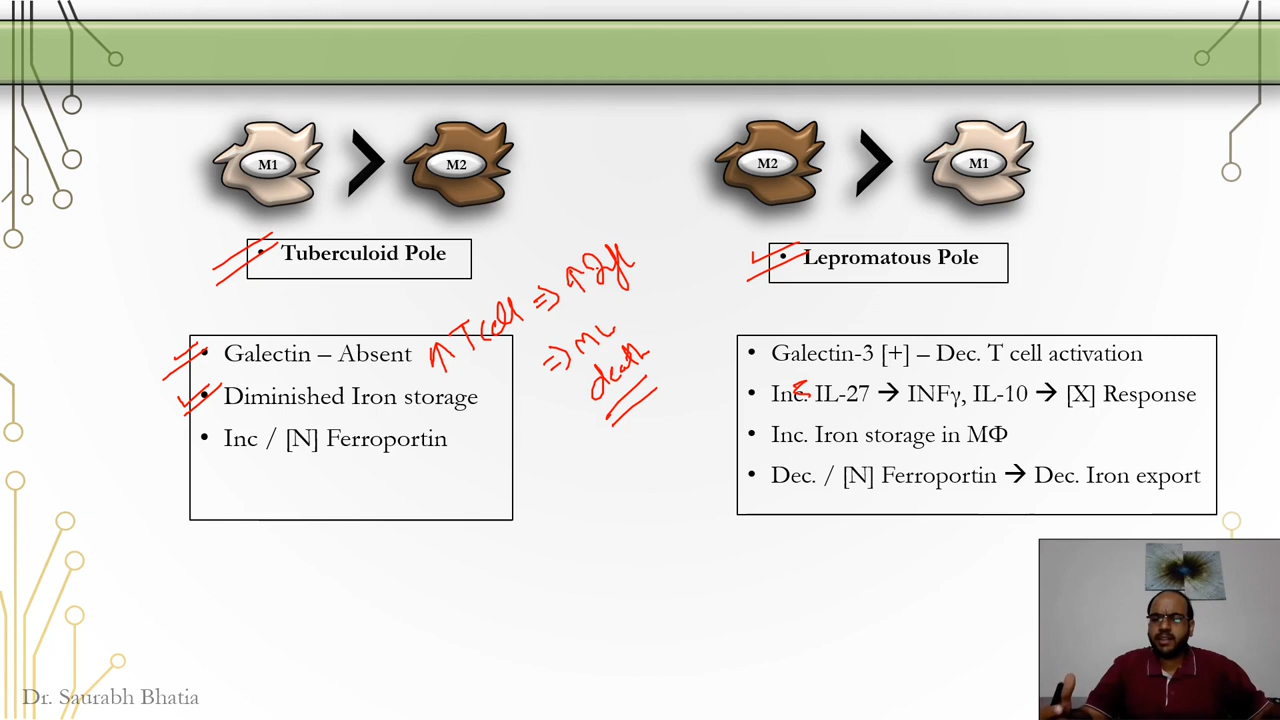 M1
M2
M2
M1
• Tuberculoid Pole
• Lepromatous Pole
↑ T cell ⇒ ↑
⇒ ML
death
• Galectin – Absent
• Diminished Iron storage
• Inc / [N] Ferroportin
• Galectin-3 [+] – Dec. T cell activation
• Inc. IL-27 → INFγ, IL-10 → [X] Response
• Inc. Iron storage in MΦ
• Dec. / [N] Ferroportin → Dec. Iron export
Dr. Saurabh Bhatia